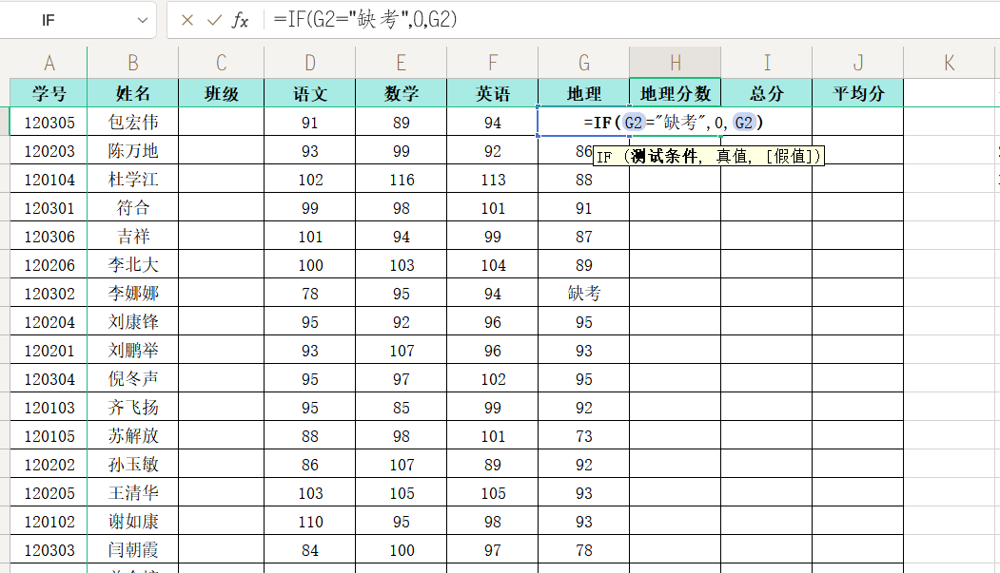 IF =IF(G2="缺考",0,G2)
A B C D E F G H I J K
学号 姓名 班级 语文 数学 英语 地理 地理分数 总分 平均分
120305 包宏伟 91 89 94 =IF(G2="缺考",0,G2)
120203 陈万地 93 99 92 86
IF (测试条件, 真值, [假值])
120104 杜学江 102 116 113 88
120301 符合 99 98 101 91
120306 吉祥 101 94 99 87
120206 李北大 100 103 104 89
120302 李娜娜 78 95 94 缺考
120204 刘康锋 95 92 96 95
120201 刘鹏举 93 107 96 93
120304 倪冬声 95 97 102 95
120103 齐飞扬 95 85 99 92
120105 苏解放 88 98 101 73
120202 孙玉敏 86 107 89 92
120205 王清华 103 105 105 93
120102 谢如康 110 95 98 93
120303 闫朝霞 84 100 97 78